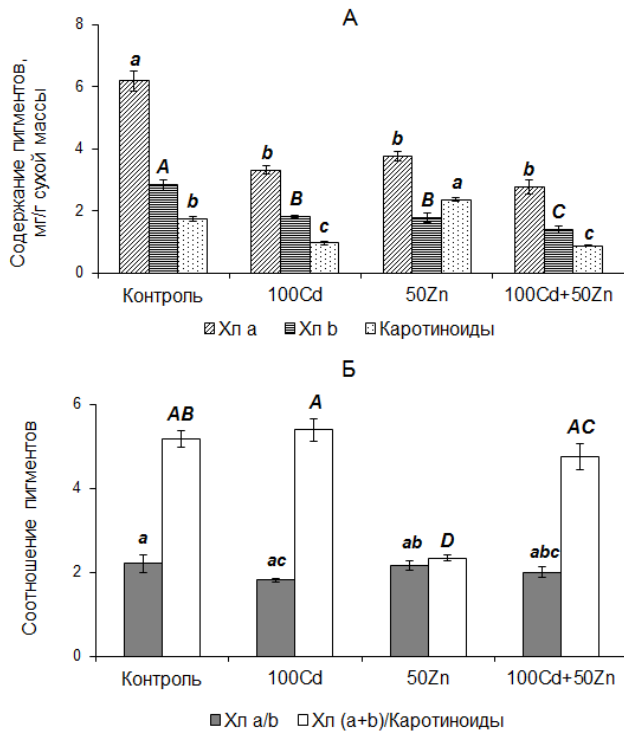 А
Содержание пигментов,
мг/г сухой массы
8
6
4
2
0
a
A
b
b
B
c
b
B
a
b
C
c
Контроль 100Cd 50Zn 100Cd+50Zn
Хл a Хл b Каротиноиды
Б
Соотношение пигментов
6
4
2
0
a
AB
ac
A
ab
D
abc
AC
Контроль 100Cd 50Zn 100Cd+50Zn
Хл a/b Хл (a+b)/Каротиноиды